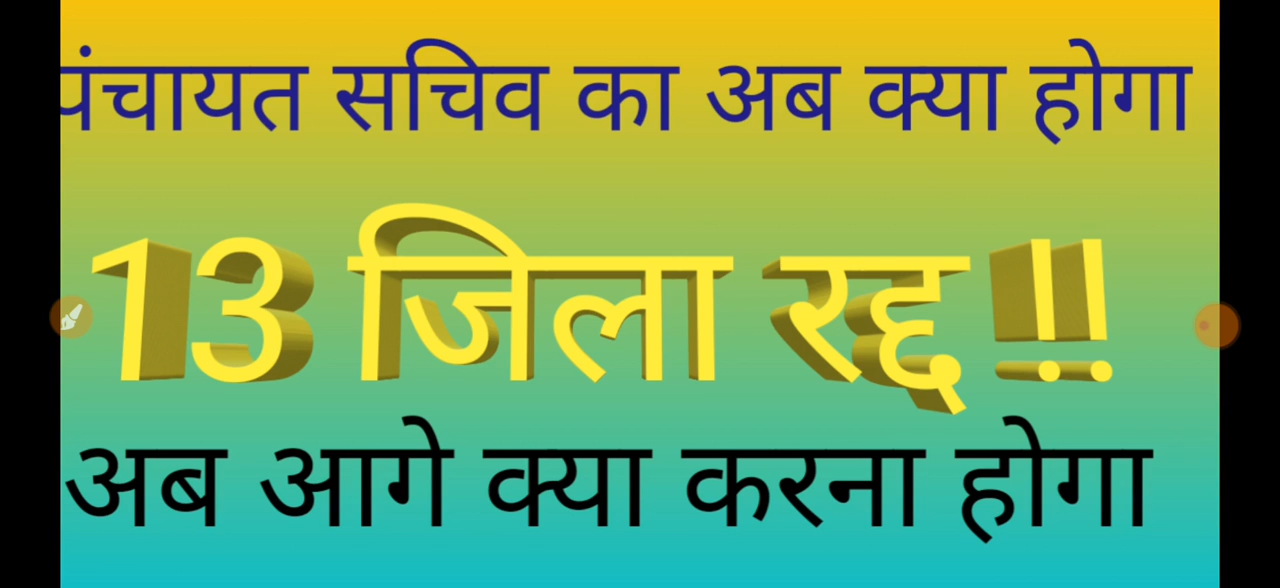 पंचायत सचिव का अब क्या होगा
13 जिला रद्द !!
अब आगे क्या करना होगा